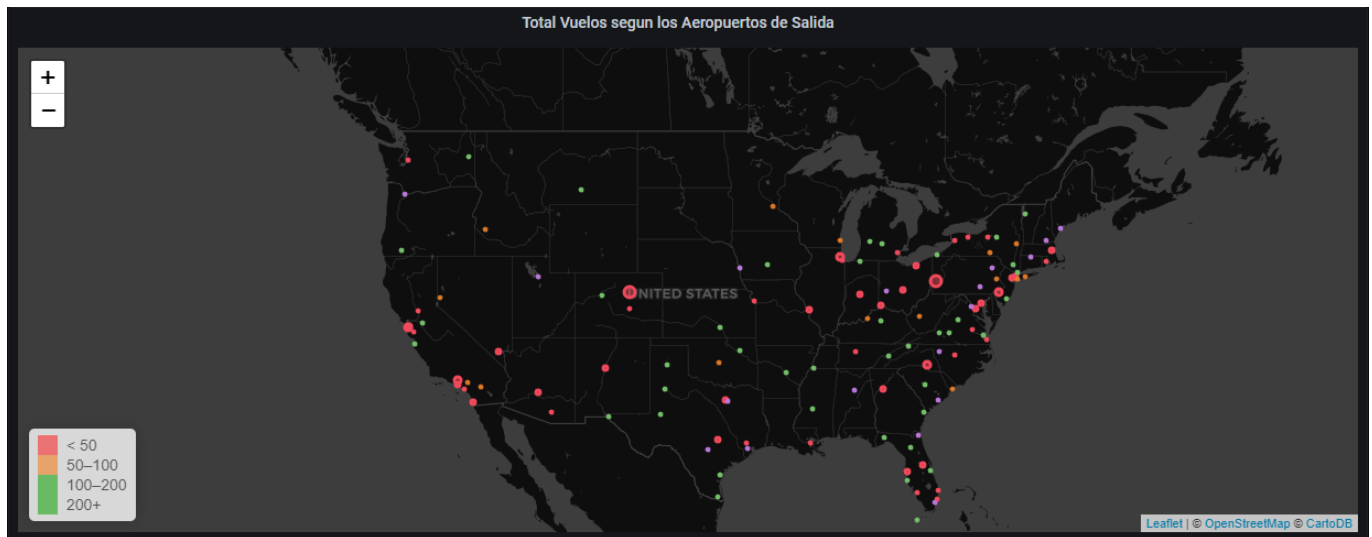 Total Vuelos segun los Aeropuertos de Salida
+
−
UNITED STATES
< 50
50–100
100–200
200+
Leaflet | © OpenStreetMap © CartoDB